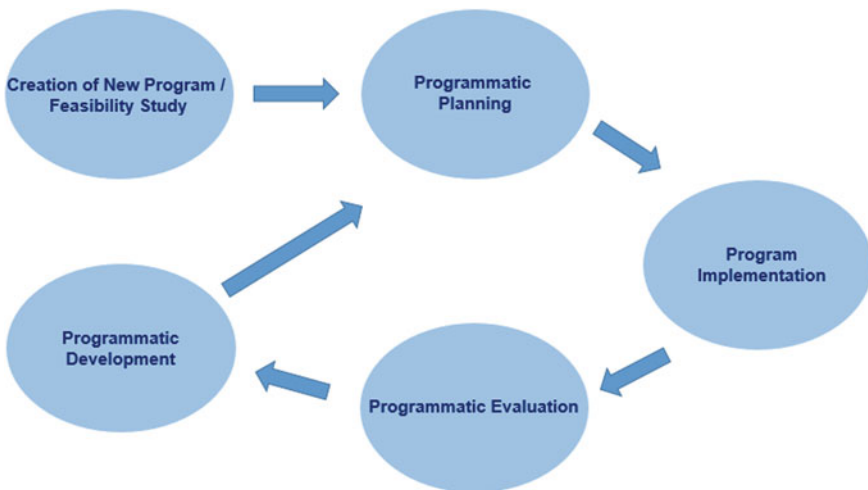 Creation of New Program /
Feasibility Study
Programmatic
Planning
Program
Implementation
Programmatic Evaluation
Programmatic
Development